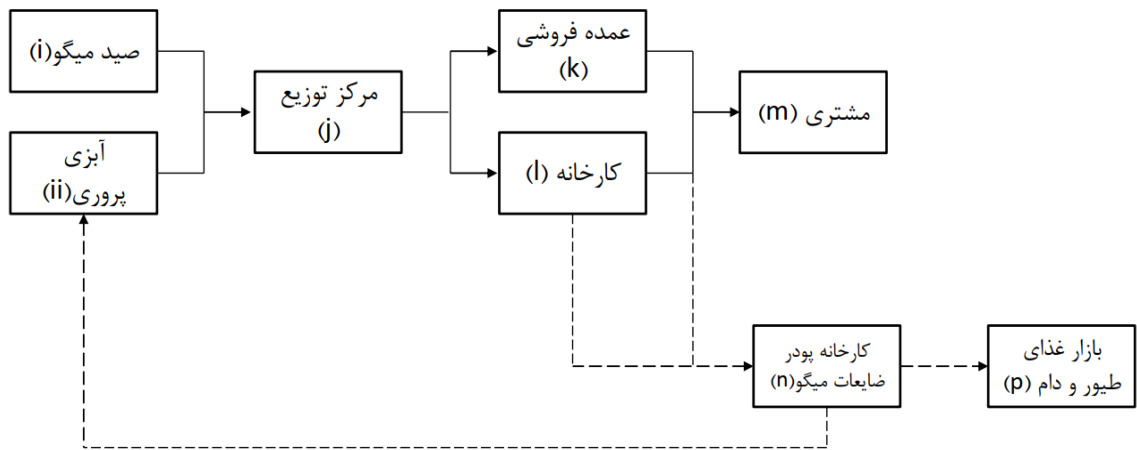 صید میگو(i)
آبزی
پروری(ii)
مرکز توزیع
(j)
عمده فروشی
(k)
کارخانه (l)
مشتری (m)
کارخانه پودر
ضایعات میگو(n)
بازار غذای
طیور و دام (p)